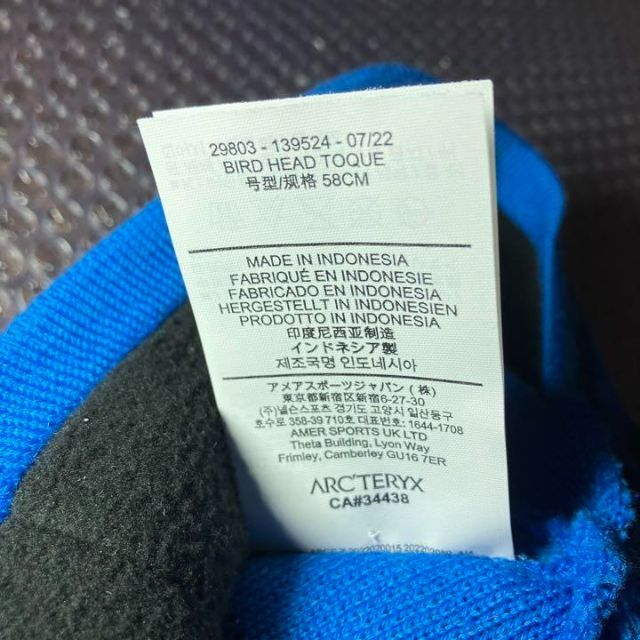 29803 - 139524 - 07/22
BIRD HEAD TOQUE
号型/规格 58CM
MADE IN INDONESIA
FABRIQUÉ EN INDONESIE
FABRICADO EN INDONESIA
HERGESTELLT IN INDONESIEN
PRODOTTO IN INDONESIA
印度尼西亚制造
インドネシア製
제조국명 인도네시아
アメアスポーツジャパン (株)
東京都新宿区新宿6-27-30
(주)넬슨스포츠 경기도 고양시 일산동구
호수로 358-39 710호 대표번호: 1644-1708
AMER SPORTS UK LTD
Theta Building, Lyon Way
Frimley, Camberley GU16 7ER
ARC'TERYX
CA#34438